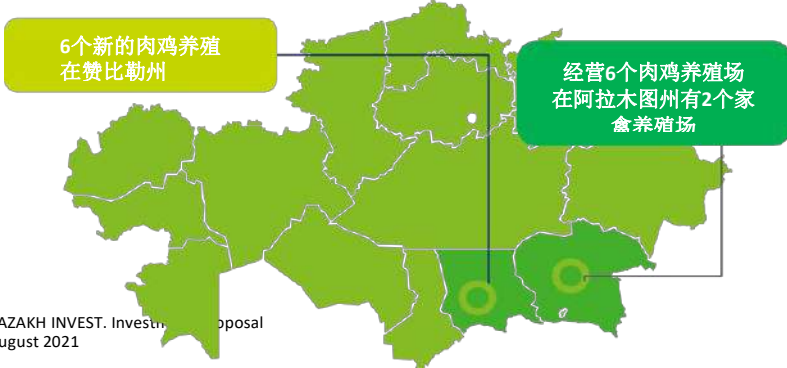 6个新的肉鸡养殖
在赞比勒州
经营6个肉鸡养殖场
在阿拉木图州有2个家
禽养殖场
AZAKH INVEST. Investm oposal
ugust 2021